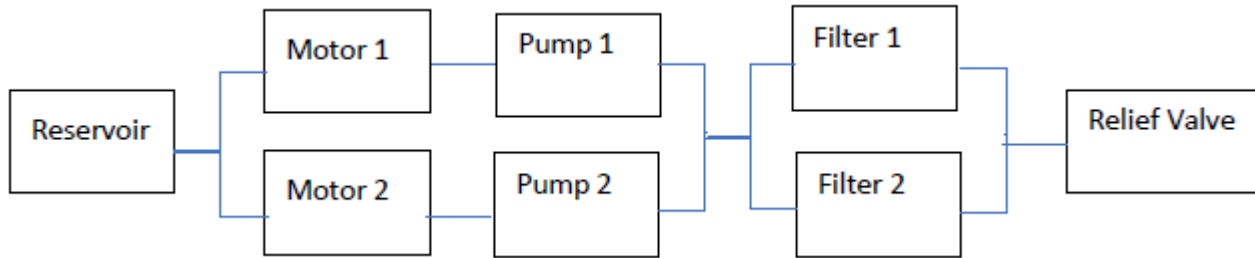 Reservoir
Motor 1
Pump 1
Filter 1
Motor 2
Pump 2
Filter 2
Relief Valve